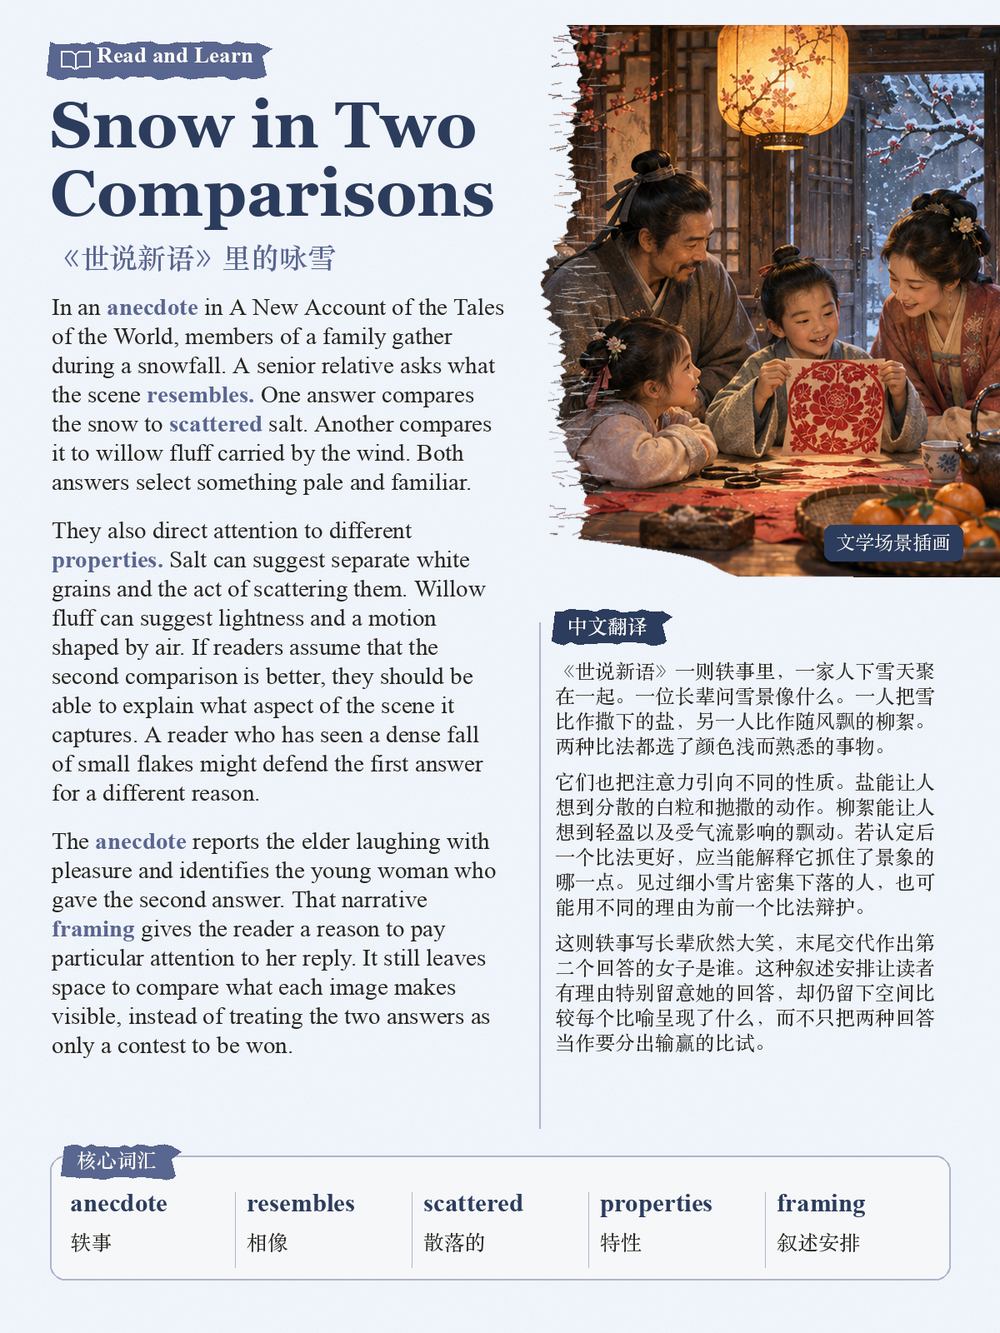 Read and Learn
Snow in Two
Comparisons
《世说新语》里的咏雪
In an anecdote in A New Account of the Tales
of the World, members of a family gather
during a snowfall. A senior relative asks what
the scene resembles. One answer compares
the snow to scattered salt. Another compares
it to willow fluff carried by the wind. Both
answers select something pale and familiar.
They also direct attention to different
properties. Salt can suggest separate white
grains and the act of scattering them. Willow
fluff can suggest lightness and a motion
shaped by air. If readers assume that the
second comparison is better, they should be
able to explain what aspect of the scene it
captures. A reader who has seen a dense fall
of small flakes might defend the first answer
for a different reason.
The anecdote reports the elder laughing with
pleasure and identifies the young woman who
gave the second answer. That narrative
framing gives the reader a reason to pay
particular attention to her reply. It still leaves
space to compare what each image makes
visible, instead of treating the two answers as
only a contest to be won.
文学场景插画
中文翻译
《世说新语》一则轶事里，一家人下雪天聚
在一起。一位长辈问雪景像什么。一人把雪
比作撒下的盐，另一人比作随风飘的柳絮。
两种比法都选了颜色浅而熟悉的事物。
它们也把注意力引向不同的性质。盐能让人
想到分散的白粒和抛撒的动作。柳絮能让人
想到轻盈以及受气流影响的飘动。若认定后
一个比法更好，应当能解释它抓住了景象的
哪一点。见过细小雪片密集下落的人，也可
能用不同的理由为前一个比法辩护。
这则轶事写长辈欣然大笑，末尾交代作出第
二个回答的女子是谁。这种叙述安排让读者
有理由特别留意她的回答，却仍留下空间比
较每个比喻呈现了什么，而不只把两种回答
当作要分出输赢的比试。
核心词汇
anecdote
轶事
resembles
相像
scattered
散落的
properties
特性
framing
叙述安排